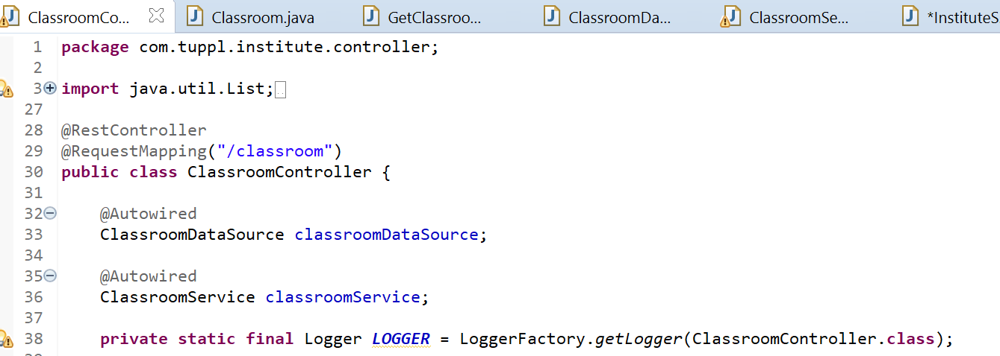 ClassroomCo... Classroom.java GetClassroo... ClassroomDa... ClassroomSe... *InstituteS
1 package com.tuppl.institute.controller;
2
3 import java.util.List;
27
28 @RestController
29 @RequestMapping("/classroom")
30 public class ClassroomController {
31
32 @Autowired
33 ClassroomDataSource classroomDataSource;
34
35 @Autowired
36 ClassroomService classroomService;
37
38 private static final Logger LOGGER = LoggerFactory.getLogger(ClassroomController.class);